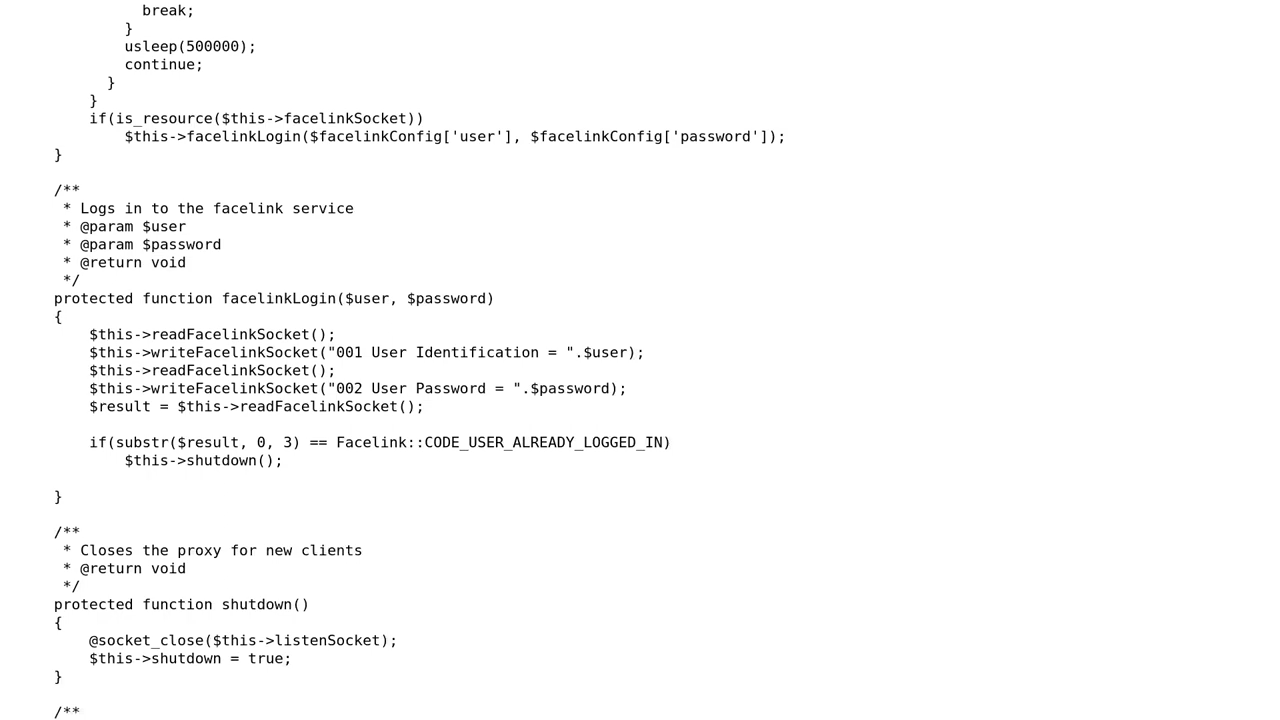 break;
}
usleep(500000);
continue;
}
}
if(is_resource($this->facelinkSocket))
$this->facelinkLogin($facelinkConfig['user'], $facelinkConfig['password']);
}
/**
* Logs in to the facelink service
* @param $user
* @param $password
* @return void
*/
protected function facelinkLogin($user, $password)
{
$this->readFacelinkSocket();
$this->writeFacelinkSocket("001 User Identification = ".$user);
$this->readFacelinkSocket();
$this->writeFacelinkSocket("002 User Password = ".$password);
$result = $this->readFacelinkSocket();
if(substr($result, 0, 3) == Facelink::CODE_USER_ALREADY_LOGGED_IN)
$this->shutdown();
}
/**
* Closes the proxy for new clients
* @return void
*/
protected function shutdown()
{
@socket_close($this->listenSocket);
$this->shutdown = true;
}
/**